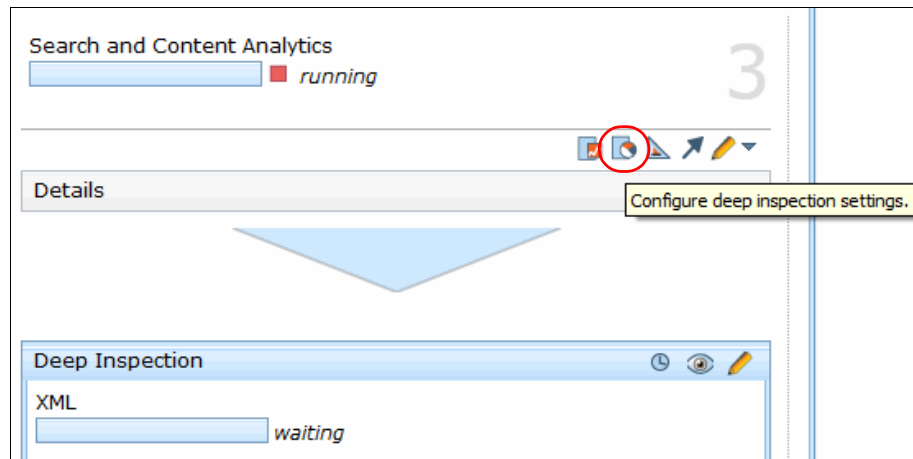 Search and Content Analytics
running
3
Details
Configure deep inspection settings.
Deep Inspection
XML
waiting